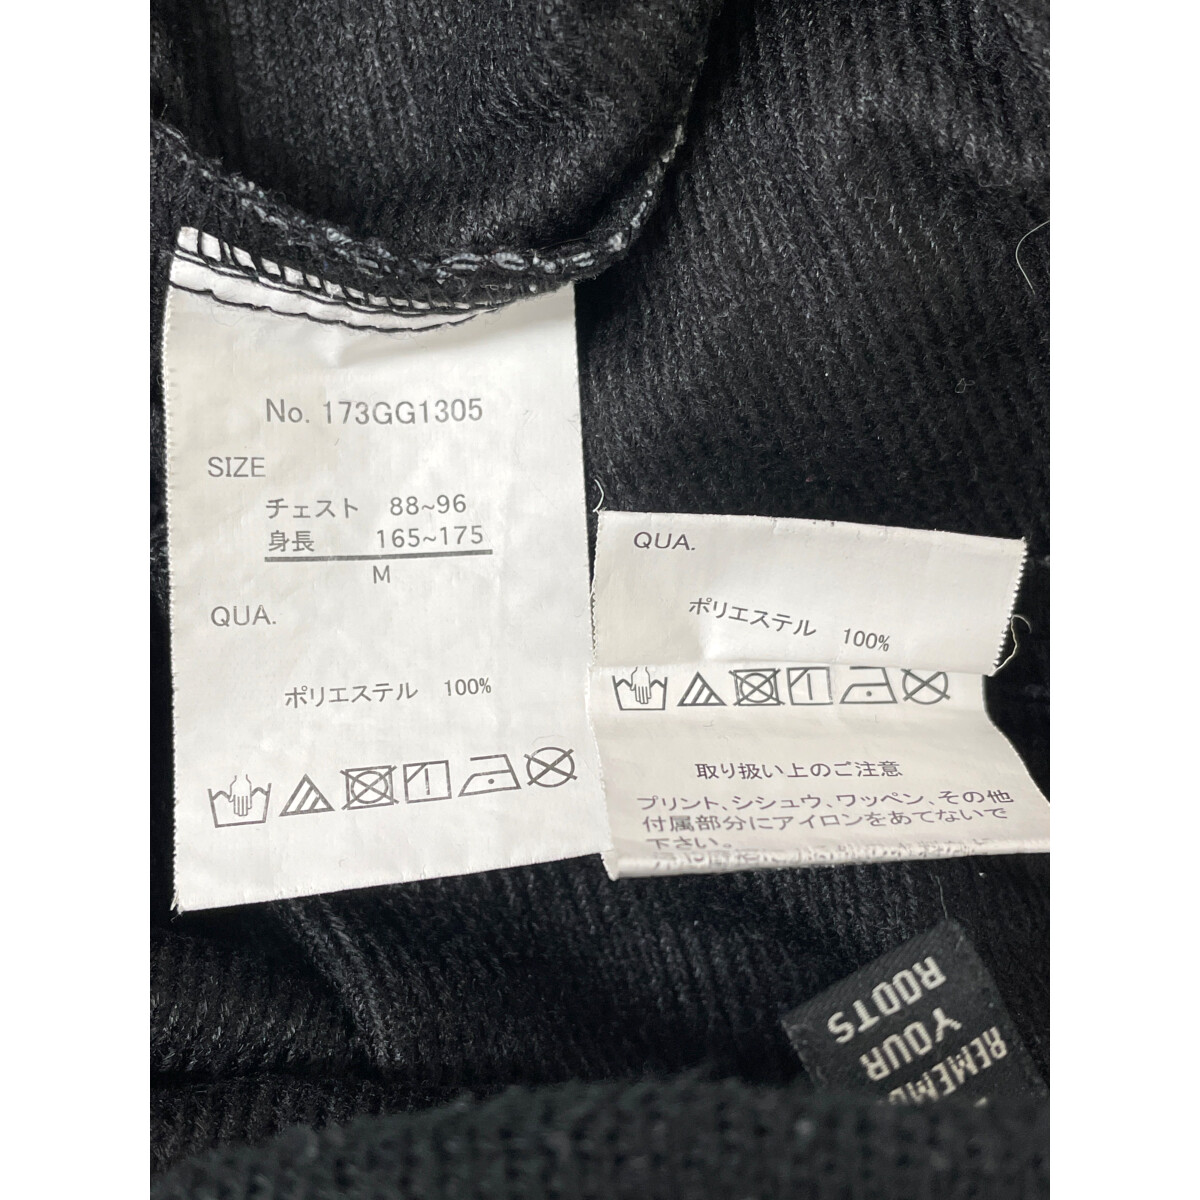 No. 173GG1305
SIZE
チェスト 88~96
身長 165~175
M
QUA.
ポリエステル 100%
QUA.
ポリエステル 100%
取り扱い上のご注意
プリント、シシュウ、ワッペン、その他
付属部分にアイロンをあてないで
下さい。
YOUR
ROOTS